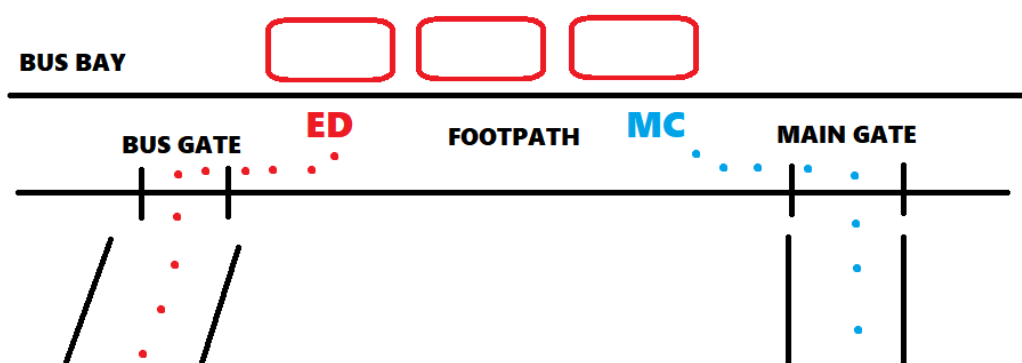 BUS BAY
ED
MC
BUS GATE
FOOTPATH
MAIN GATE